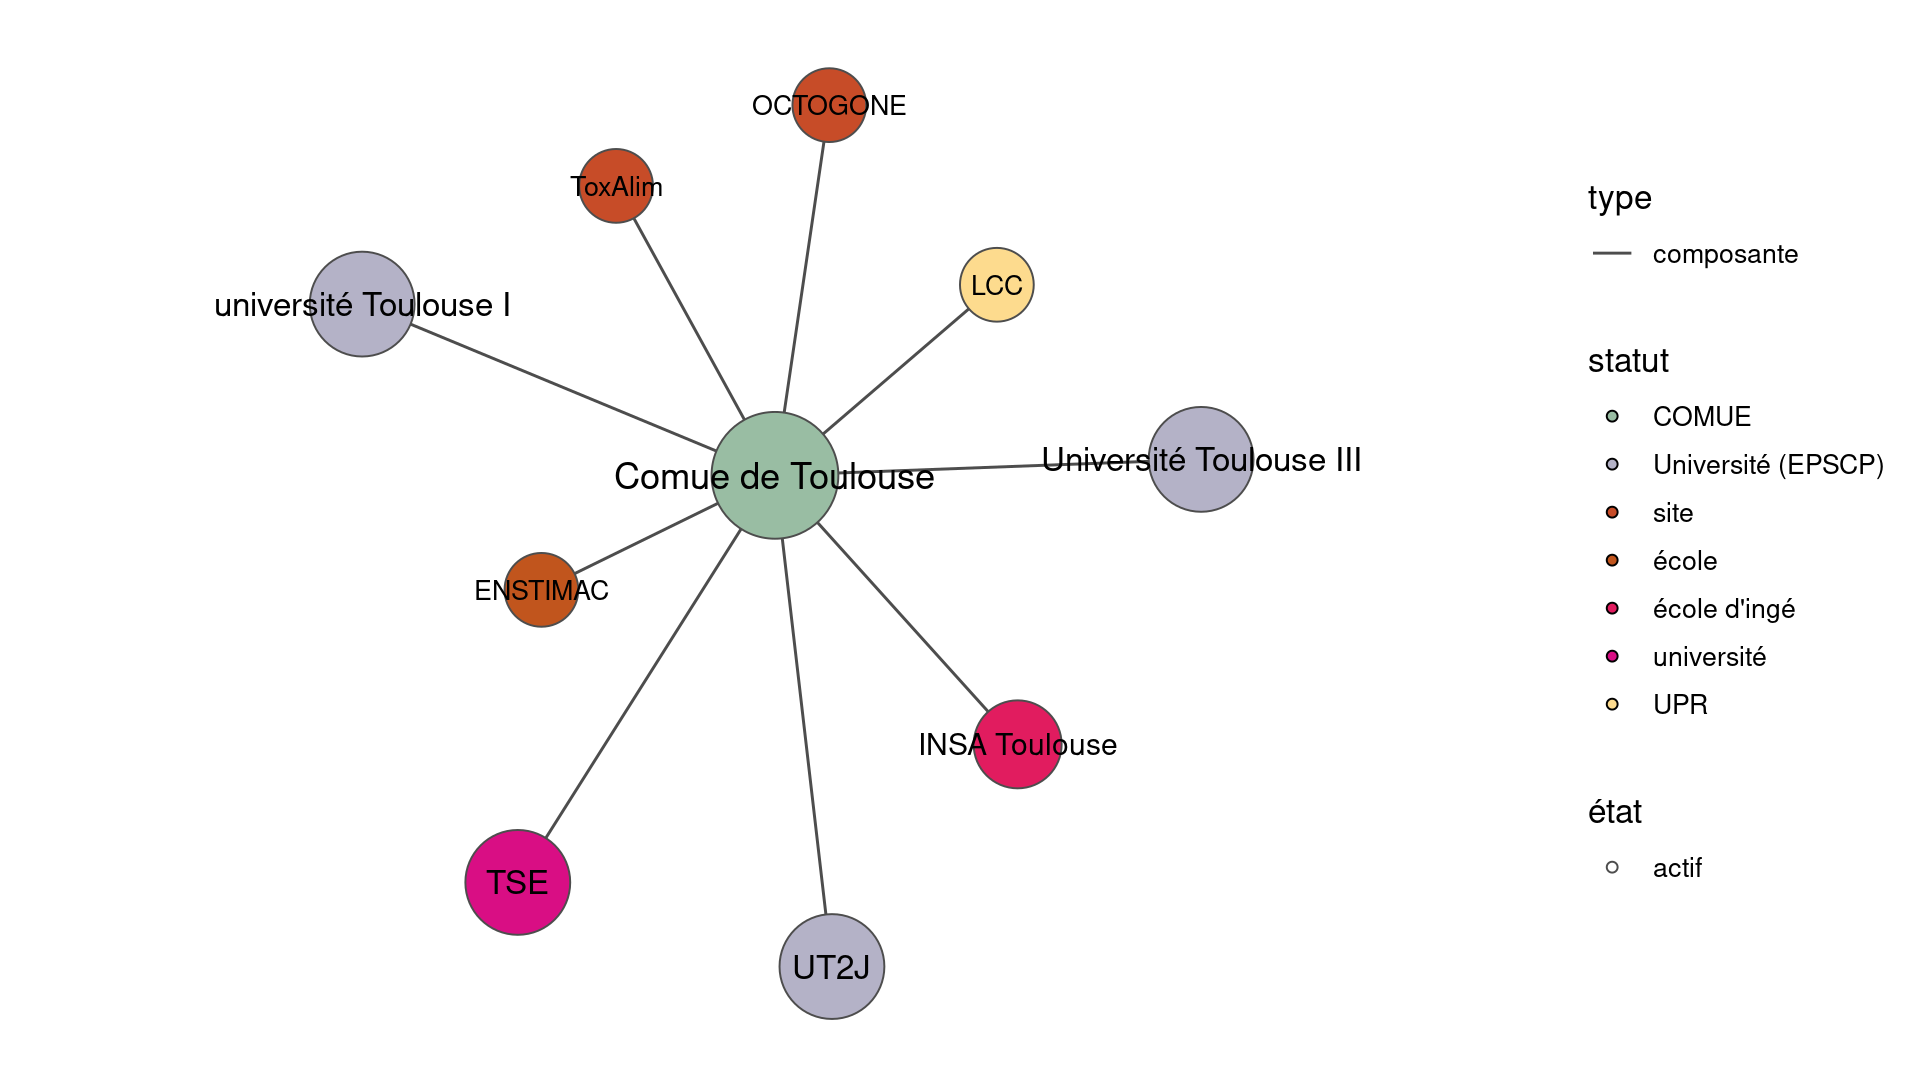 OCTOGONE
ToxAlim
LCC
université Toulouse I
Université Toulouse III
Comue de Toulouse
ENSTIMAC
INSA Toulouse
TSE
UT2J
type
composante
statut
COMUE
Université (EPSCP)
site
école
école d'ingé
université
UPR
état
actif